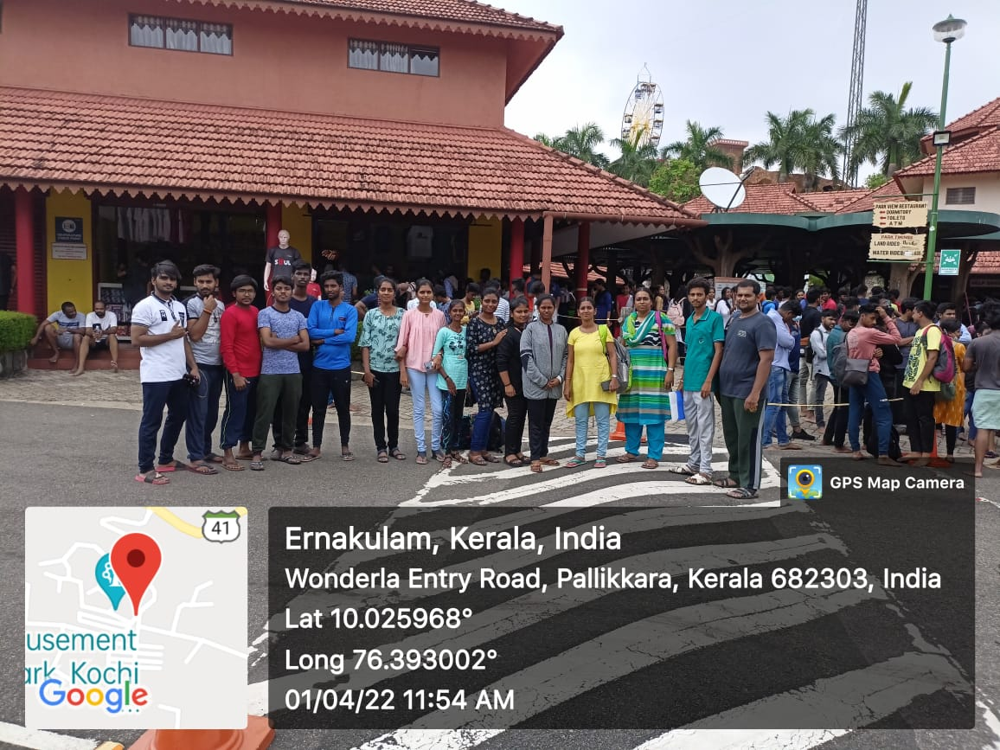 PARK VIEW RESTAURANT
DORMITORY
TOILETS
ATM
PARK TIMINGS
LAND RIDES
WATER RIDES
GPS Map Camera
41
Ernakulam, Kerala, India
Wonderla Entry Road, Pallikkara, Kerala 682303, India
Lat 10.025968°
Long 76.393002°
01/04/22 11:54 AM
usement
ark, Kochi
Google